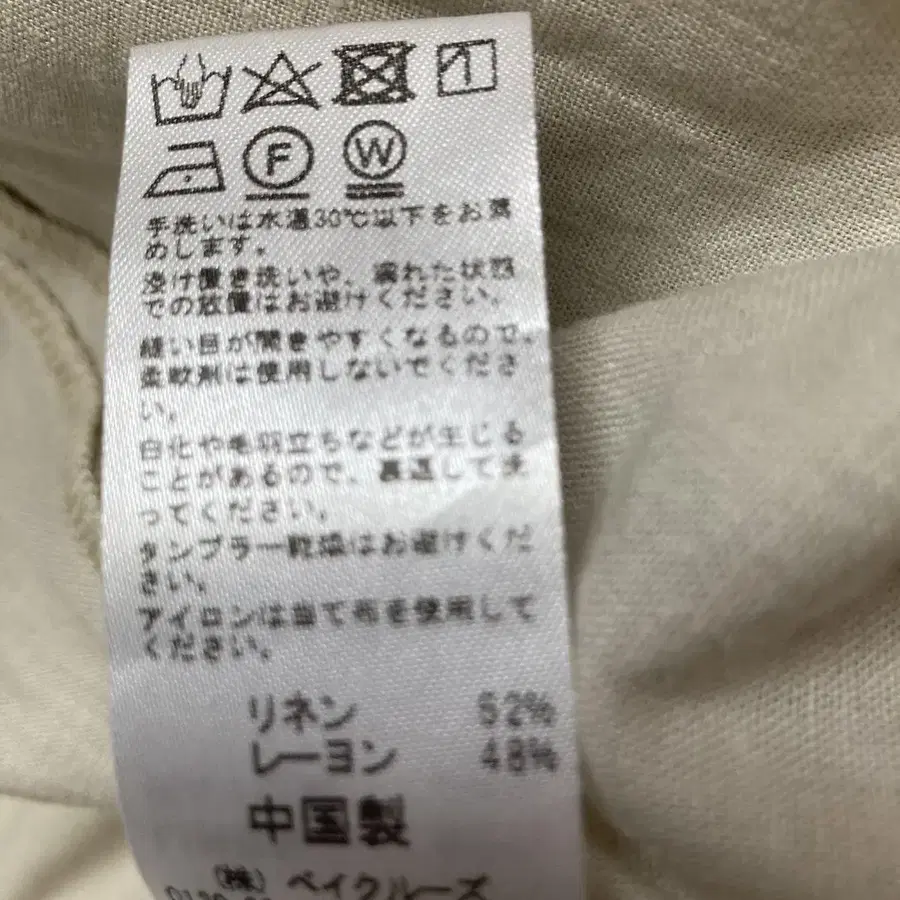 F W
手洗いは水温30℃以下をお薦
めします。
浸け置き洗いや、濡れた状態
での放置はお避けください。
縫い目が開きやすくなるので、
柔軟剤は使用しないでくださ
い。
白化や毛羽立ちなどが生じる
ことがあるので、裏返して洗
ってください。
タンブラー乾燥はお避けくだ
さい。
アイロンは当て布を使用して
ください。
リネン 52%
レーヨン 48%
中国製
(株) ベイクルーズ